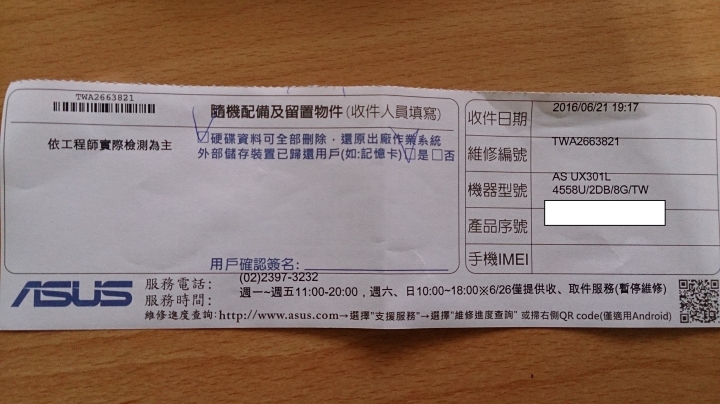 TWA2663821
隨機配備及留置物件(收件人員填寫)
依工程師實際檢測為主
☑硬碟資料可全部刪除，還原出廠作業系統
外部儲存裝置已歸還用戶(如:記憶卡)☑是☐否
用戶確認簽名:
收件日期 2016/06/21 19:17
維修編號 TWA2663821
機器型號 AS UX301L
4558U/2DB/8G/TW
產品序號
手機IMEI
ASUS
服務電話: (02)2397-3232
服務時間: 週一~週五11:00-20:00，週六、日10:00~18:00※6/26僅提供收、取件服務(暫停維修)
維修進度查詢:http://www.asus.com→選擇"支援服務"→選擇"維修進度查詢" 或掃右側QR code(僅適用Android)